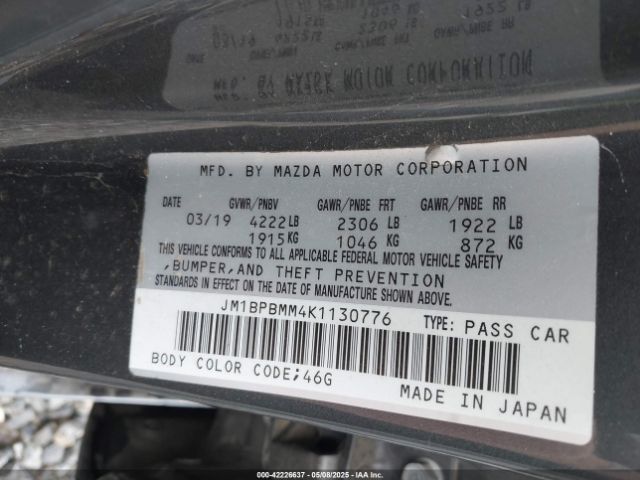 MFD. BY MAZDA MOTOR CORPORATION
DATE GVWR/PNBV GAWR/PNBE FRT GAWR/PNBE RR
03/19 4222LB 2306 LB 1922 LB
1915KG 1046 KG 872 KG
THIS VEHICLE CONFORMS TO ALL APPLICABLE FEDERAL MOTOR VEHICLE SAFETY
,BUMPER,AND THEFT PREVENTION
STANDARDS IN EFFECT ON THE DATE OF MANUFACTURE SHOWN ABOVE.
JM1BPBMM4K1130776 TYPE: PASS CAR
BODY COLOR CODE;46G
MADE IN JAPAN
000-42226637 - 05/08/2025 - IAAI.COM